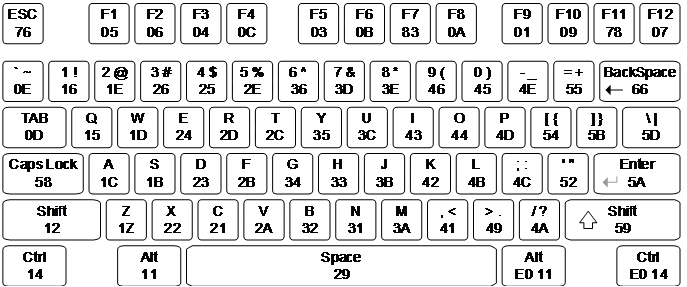 ESC F1 F2 F3 F4 F5 F6 F7 F8 F9 F10 F11 F12
76 05 06 04 0C 03 0B 83 0A 01 09 78 07
` ~ 1 ! 2 @ 3 # 4 $ 5 % 6 ^ 7 & 8 * 9 ( 0 ) - _ = + BackSpace
0E 16 1E 26 25 2E 36 3D 3E 46 45 4E 55 ← 66
TAB Q W E R T Y U I O P [ { ] } \ |
0D 15 1D 24 2D 2C 35 3C 43 44 4D 54 5B 5D
Caps Lock A S D F G H J K L ; : ' " Enter
58 1C 1B 23 2B 34 33 3B 42 4B 4C 52 ↵ 5A
Shift Z X C V B N M , < > . / ? ⇧ Shift
12 1Z 22 21 2A 32 31 3A 41 49 4A 59
Ctrl Alt Space Alt Ctrl
14 11 29 E0 11 E0 14